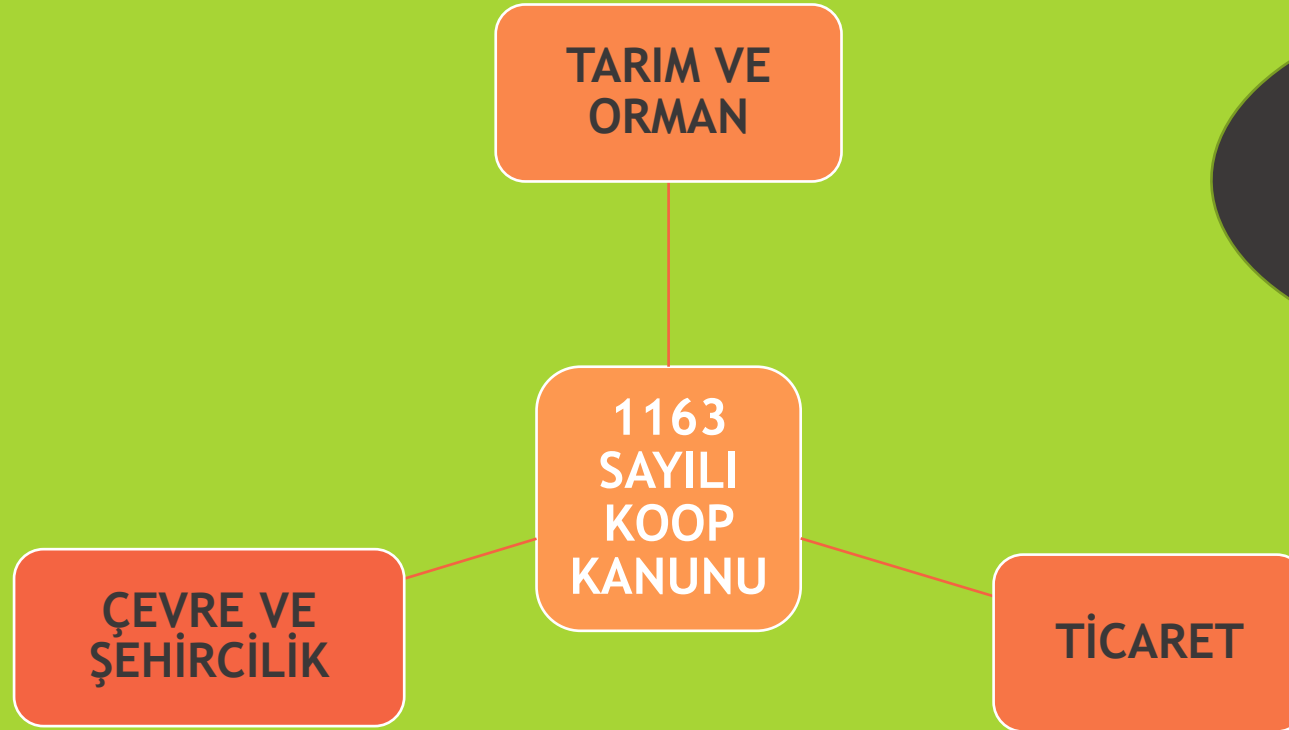 TARIM VE
ORMAN
1163
SAYILI
KOOP
KANUNU
ÇEVRE VE
ŞEHİRCİLİK
TİCARET